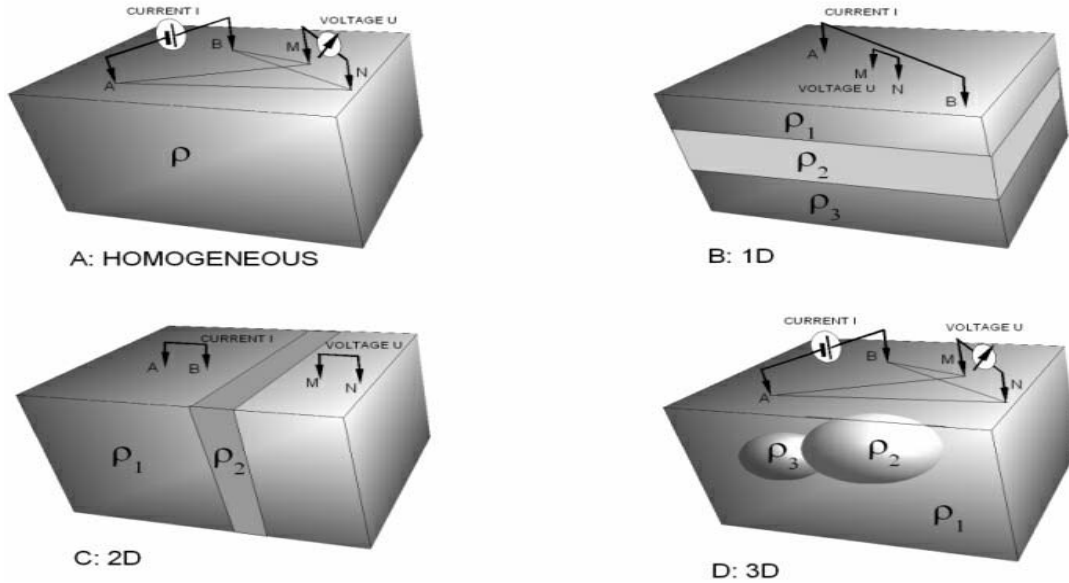 CURRENT I
VOLTAGE U
B
M
A
N
ρ
A: HOMOGENEOUS
CURRENT I
A
M
N
VOLTAGE U
B
ρ1
ρ2
ρ3
B: 1D
CURRENT I
VOLTAGE U
A
B
M
N
ρ1
ρ2
C: 2D
CURRENT I
VOLTAGE U
B
M
A
N
ρ3
ρ2
ρ1
D: 3D